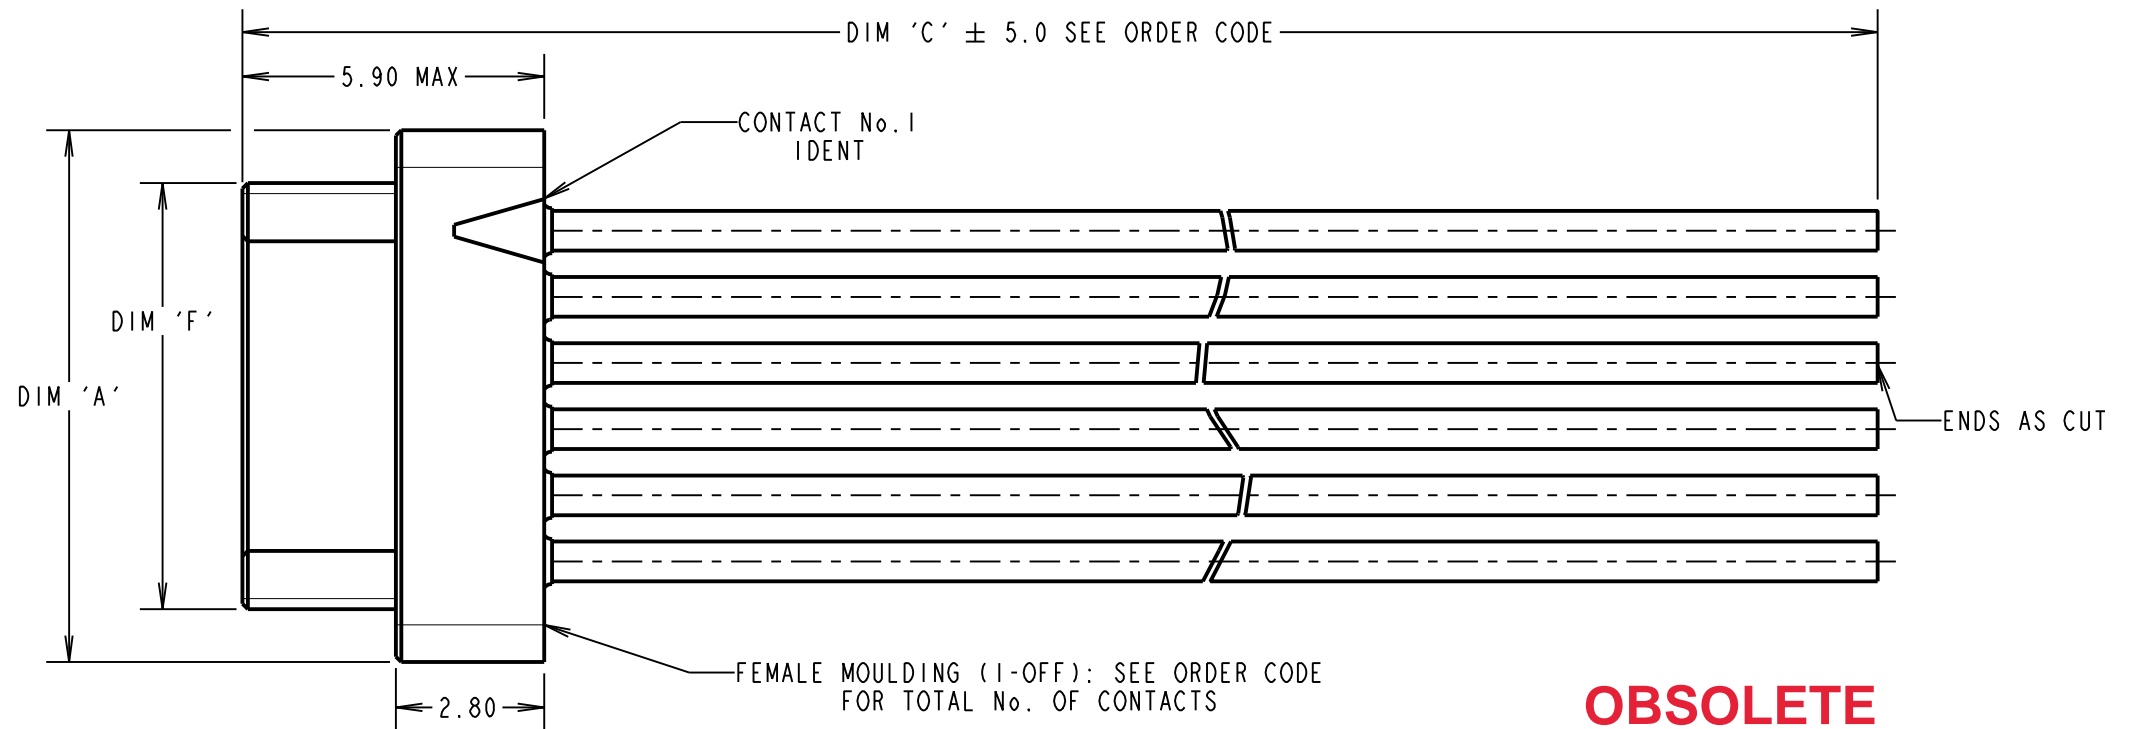 DIM 'C' ± 5.0 SEE ORDER CODE
5.90 MAX
CONTACT No.1
IDENT
DIM 'F'
DIM 'A'
ENDS AS CUT
FEMALE MOULDING (1-OFF): SEE ORDER CODE
FOR TOTAL No. OF CONTACTS
2.80
OBSOLETE